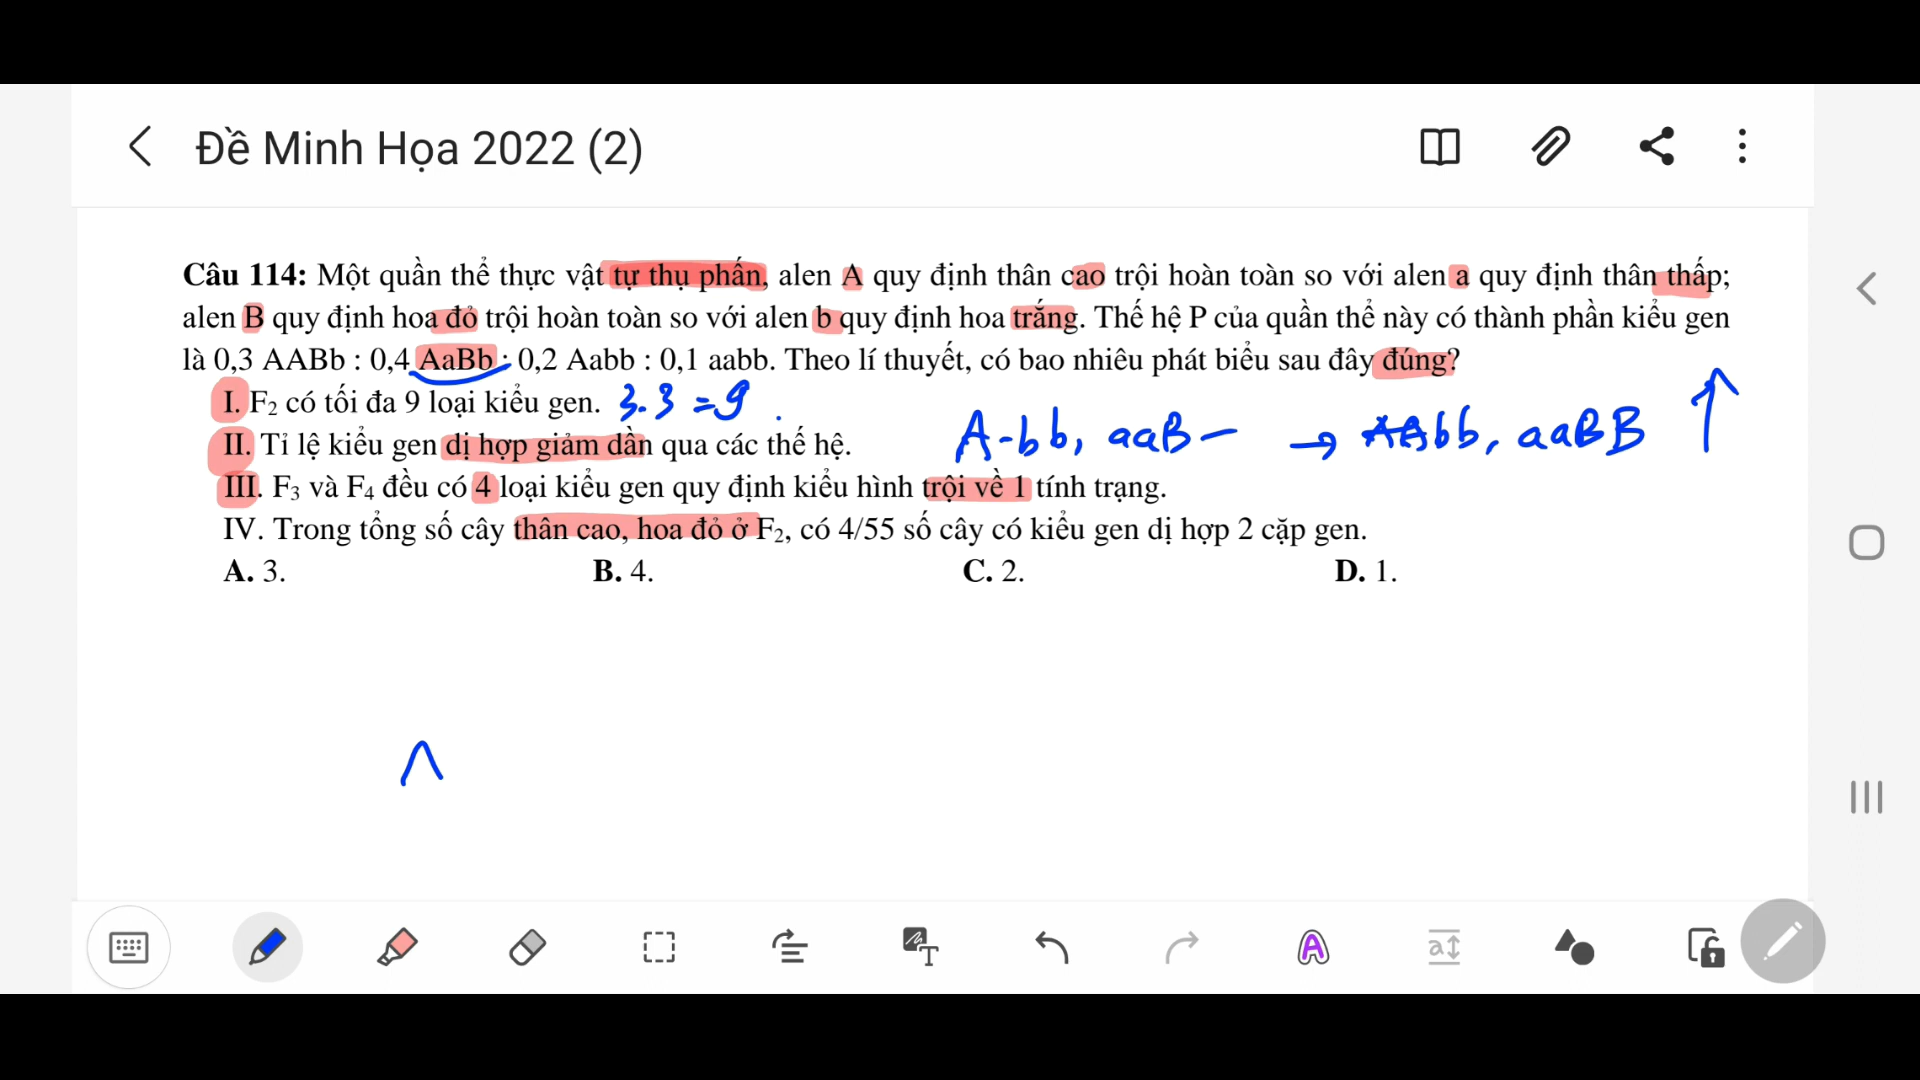 Đề Minh Họa 2022 (2)
Câu 114: Một quần thể thực vật tự thụ phấn, alen A quy định thân cao trội hoàn toàn so với alen a quy định thân thấp;
alen B quy định hoa đỏ trội hoàn toàn so với alen b quy định hoa trắng. Thế hệ P của quần thể này có thành phần kiểu gen
là 0,3 AABb : 0,4 AaBb : 0,2 Aabb : 0,1 aabb. Theo lí thuyết, có bao nhiêu phát biểu sau đây đúng?
I. F₂ có tối đa 9 loại kiểu gen. 3.3 = 9
II. Tỉ lệ kiểu gen dị hợp giảm dần qua các thế hệ. A-bb, aaB- → AAbb, aaBB
III. F₃ và F₄ đều có 4 loại kiểu gen quy định kiểu hình trội về 1 tính trạng.
IV. Trong tổng số cây thân cao, hoa đỏ ở F₂, có 4/55 số cây có kiểu gen dị hợp 2 cặp gen.
A. 3. B. 4. C. 2. D. 1.